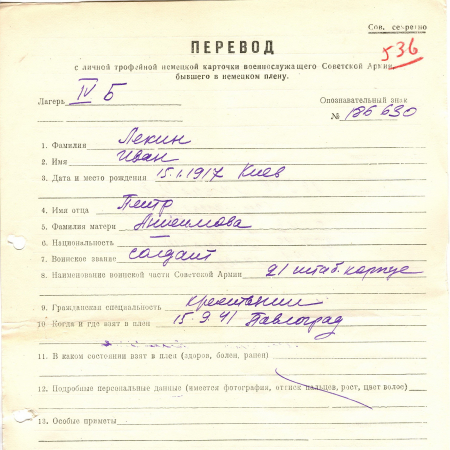 Сов. секретно
536
ПЕРЕВОД
с личной трофейной немецкой карточки военнослужащего Советской Армии,
бывшего в немецком плену.
Лагерь IV Б
Опознавательный знак
№ 186 630
1. Фамилия Лекин
2. Имя Иван
3. Дата и место рождения 15.1.1917 Киев
4. Имя отца Петр
5. Фамилия матери Анисимова
6. Национальность —
7. Воинское звание солдат
8. Наименование воинской части Советской Армии 21 штаб. корпус
9. Гражданская специальность крестьянин
10 Когда и где взят в плен 15.9.41 Павлоград
11. В каком состоянии взят в плен (здоров, болен, ранен)
12. Подробные персональные данные (имеется фотография, оттиск пальцев, рост, цвет волос)
13. Особые приметы